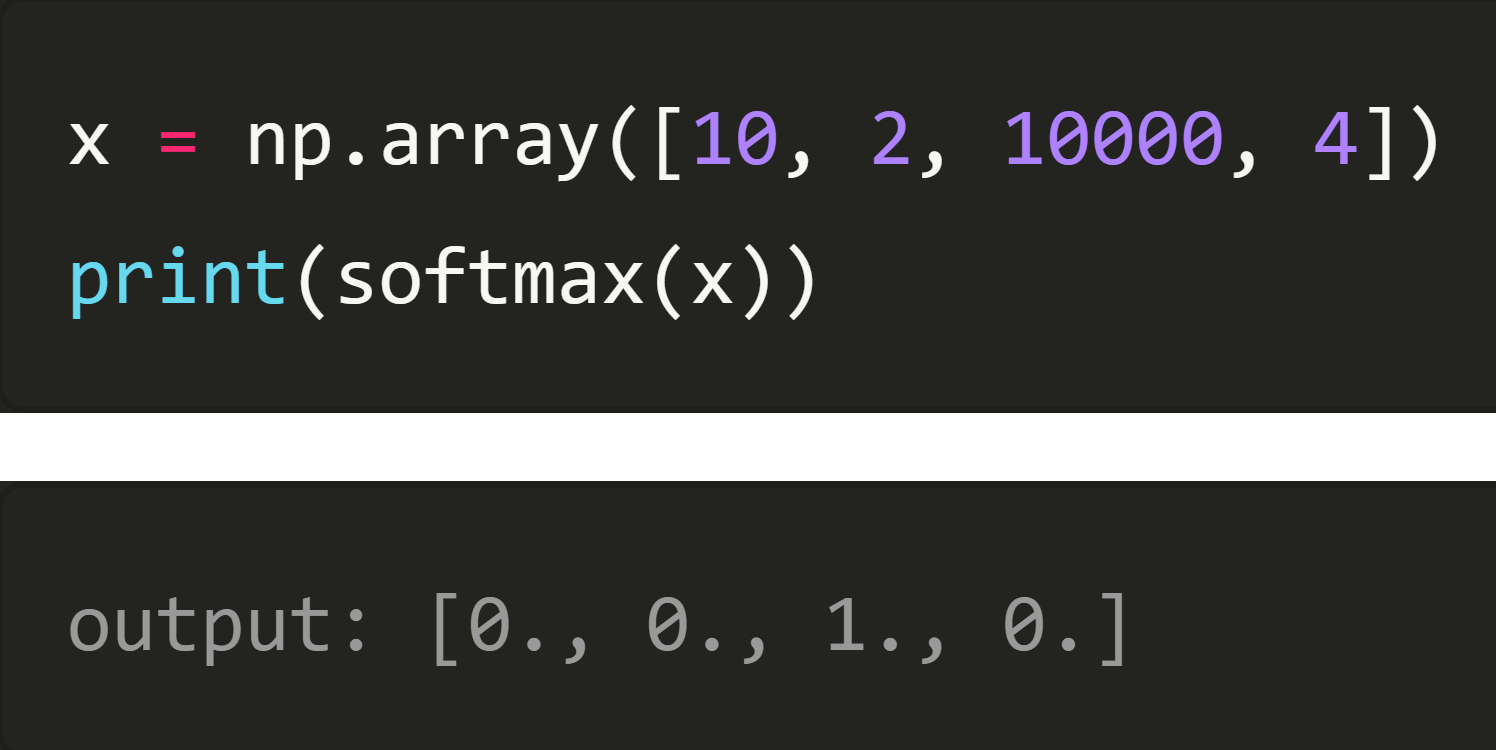 x = np.array([10, 2, 10000, 4])
print(softmax(x))
output: [0., 0., 1., 0.]